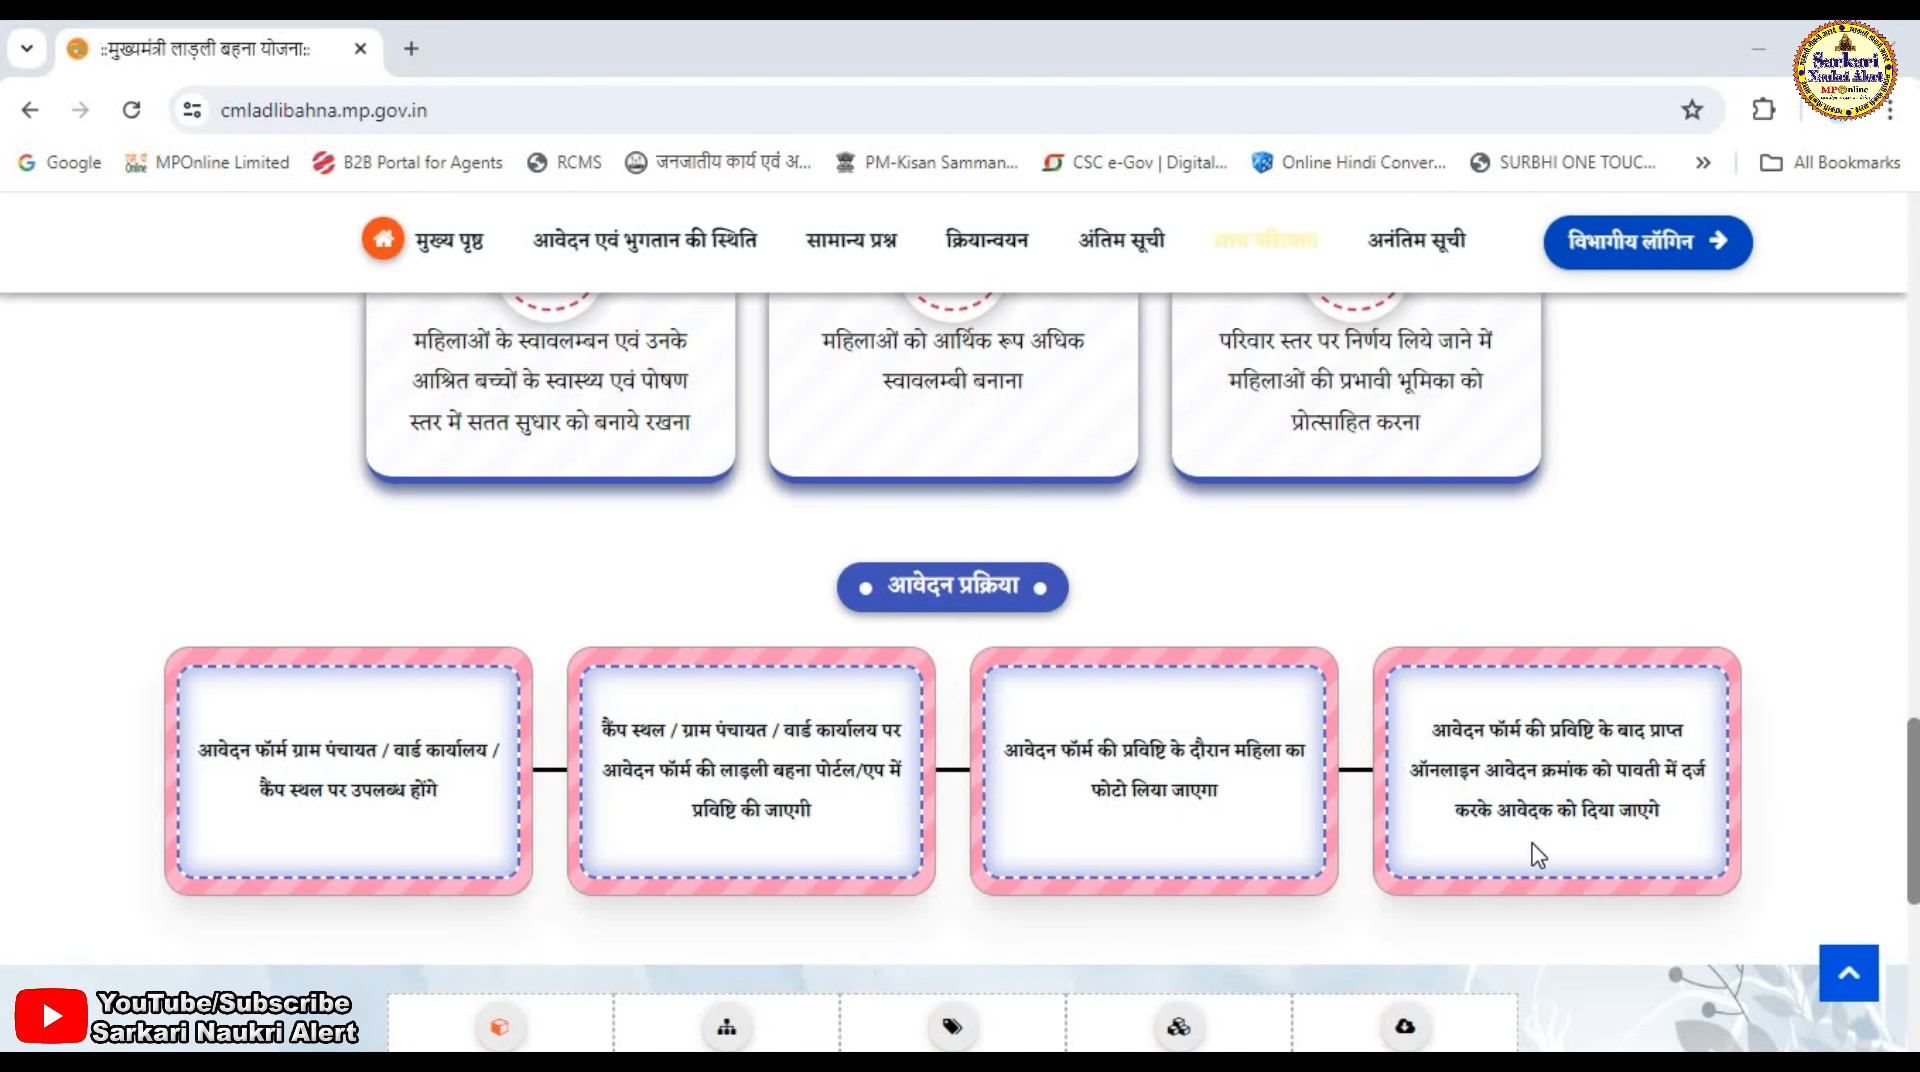 ::मुख्यमंत्री लाड़ली बहना योजना::
cmladlibahna.mp.gov.in
Google
MPOnline Limited
B2B Portal for Agents
RCMS
जनजातीय कार्य एवं अ...
PM-Kisan Samman...
CSC e-Gov | Digital...
Online Hindi Conver...
SURBHI ONE TOUC...
All Bookmarks
Sarkari
Naukri Alert
MPOnline
मुख्य पृष्ठ
आवेदन एवं भुगतान की स्थिति
सामान्य प्रश्न
क्रियान्वयन
अंतिम सूची
अनंतिम सूची
विभागीय लॉगिन
महिलाओं के स्वावलम्बन एवं उनके
आश्रित बच्चों के स्वास्थ्य एवं पोषण
स्तर में सतत सुधार को बनाये रखना
महिलाओं को आर्थिक रूप अधिक
स्वावलम्बी बनाना
परिवार स्तर पर निर्णय लिये जाने में
महिलाओं की प्रभावी भूमिका को
प्रोत्साहित करना
आवेदन प्रक्रिया
आवेदन फॉर्म ग्राम पंचायत / वार्ड कार्यालय /
कैंप स्थल पर उपलब्ध होंगे
कैंप स्थल / ग्राम पंचायत / वार्ड कार्यालय पर
आवेदन फॉर्म की लाड़ली बहना पोर्टल/एप में
प्रविष्टि की जाएगी
आवेदन फॉर्म की प्रविष्टि के दौरान महिला का
फोटो लिया जाएगा
आवेदन फॉर्म की प्रविष्टि के बाद प्राप्त
ऑनलाइन आवेदन क्रमांक को पावती में दर्ज
करके आवेदक को दिया जाएगे
YouTube/Subscribe
Sarkari Naukri Alert